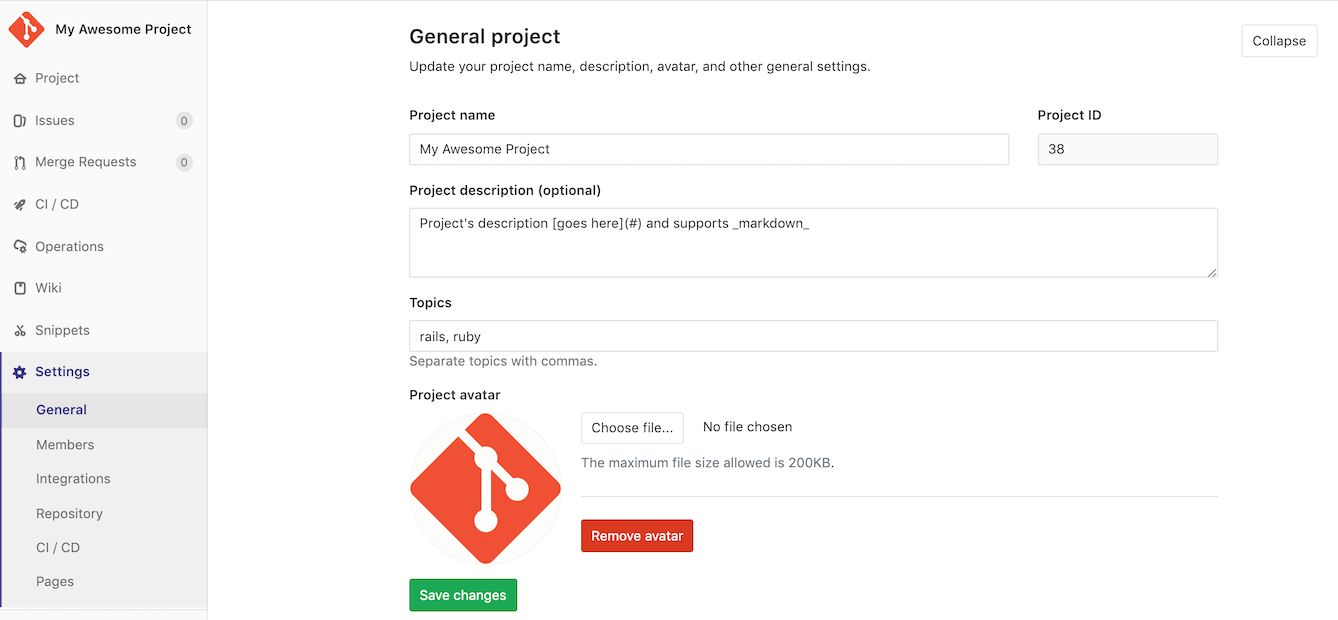 My Awesome Project
Project
Issues 0
Merge Requests 0
CI / CD
Operations
Wiki
Snippets
Settings
General
Members
Integrations
Repository
CI / CD
Pages
General project
Collapse
Update your project name, description, avatar, and other general settings.
Project name
Project ID
My Awesome Project
38
Project description (optional)
Project's description [goes here](#) and supports _markdown_
Topics
rails, ruby
Separate topics with commas.
Project avatar
Choose file... No file chosen
The maximum file size allowed is 200KB.
Remove avatar
Save changes